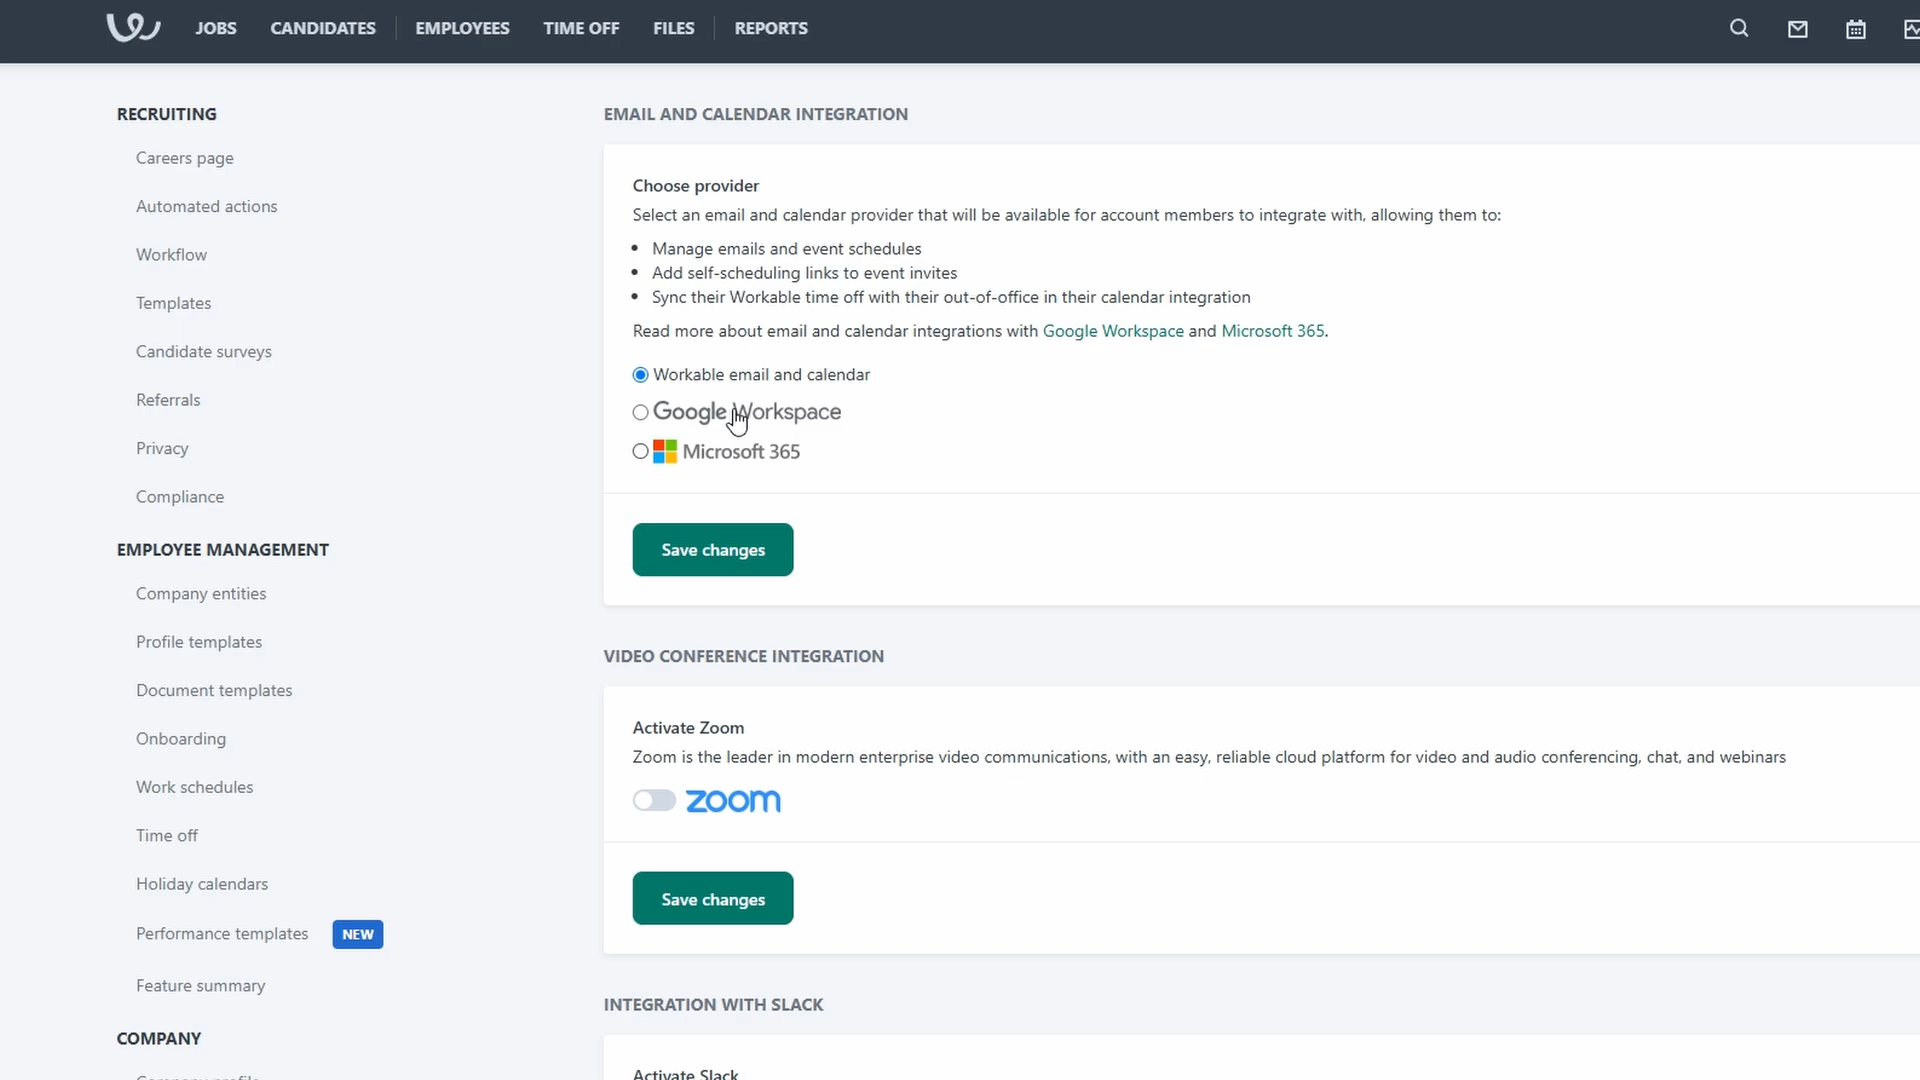 JOBS CANDIDATES EMPLOYEES TIME OFF FILES REPORTS
RECRUITING
Careers page
Automated actions
Workflow
Templates
Candidate surveys
Referrals
Privacy
Compliance
EMPLOYEE MANAGEMENT
Company entities
Profile templates
Document templates
Onboarding
Work schedules
Time off
Holiday calendars
Performance templates NEW
Feature summary
COMPANY
Company profile
EMAIL AND CALENDAR INTEGRATION
Choose provider
Select an email and calendar provider that will be available for account members to integrate with, allowing them to:
• Manage emails and event schedules
• Add self-scheduling links to event invites
• Sync their Workable time off with their out-of-office in their calendar integration
Read more about email and calendar integrations with Google Workspace and Microsoft 365.
Workable email and calendar
Google Workspace
Microsoft 365
Save changes
VIDEO CONFERENCE INTEGRATION
Activate Zoom
Zoom is the leader in modern enterprise video communications, with an easy, reliable cloud platform for video and audio conferencing, chat, and webinars
zoom
Save changes
INTEGRATION WITH SLACK
Activate Slack